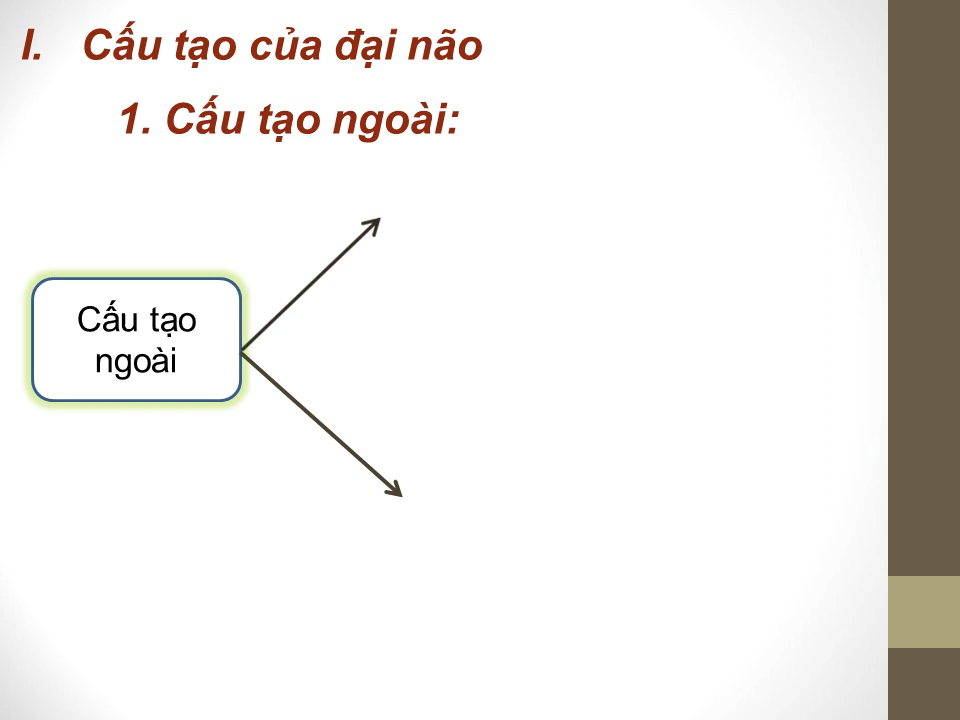 I. Cấu tạo của đại não
1. Cấu tạo ngoài:
Cấu tạo
ngoài